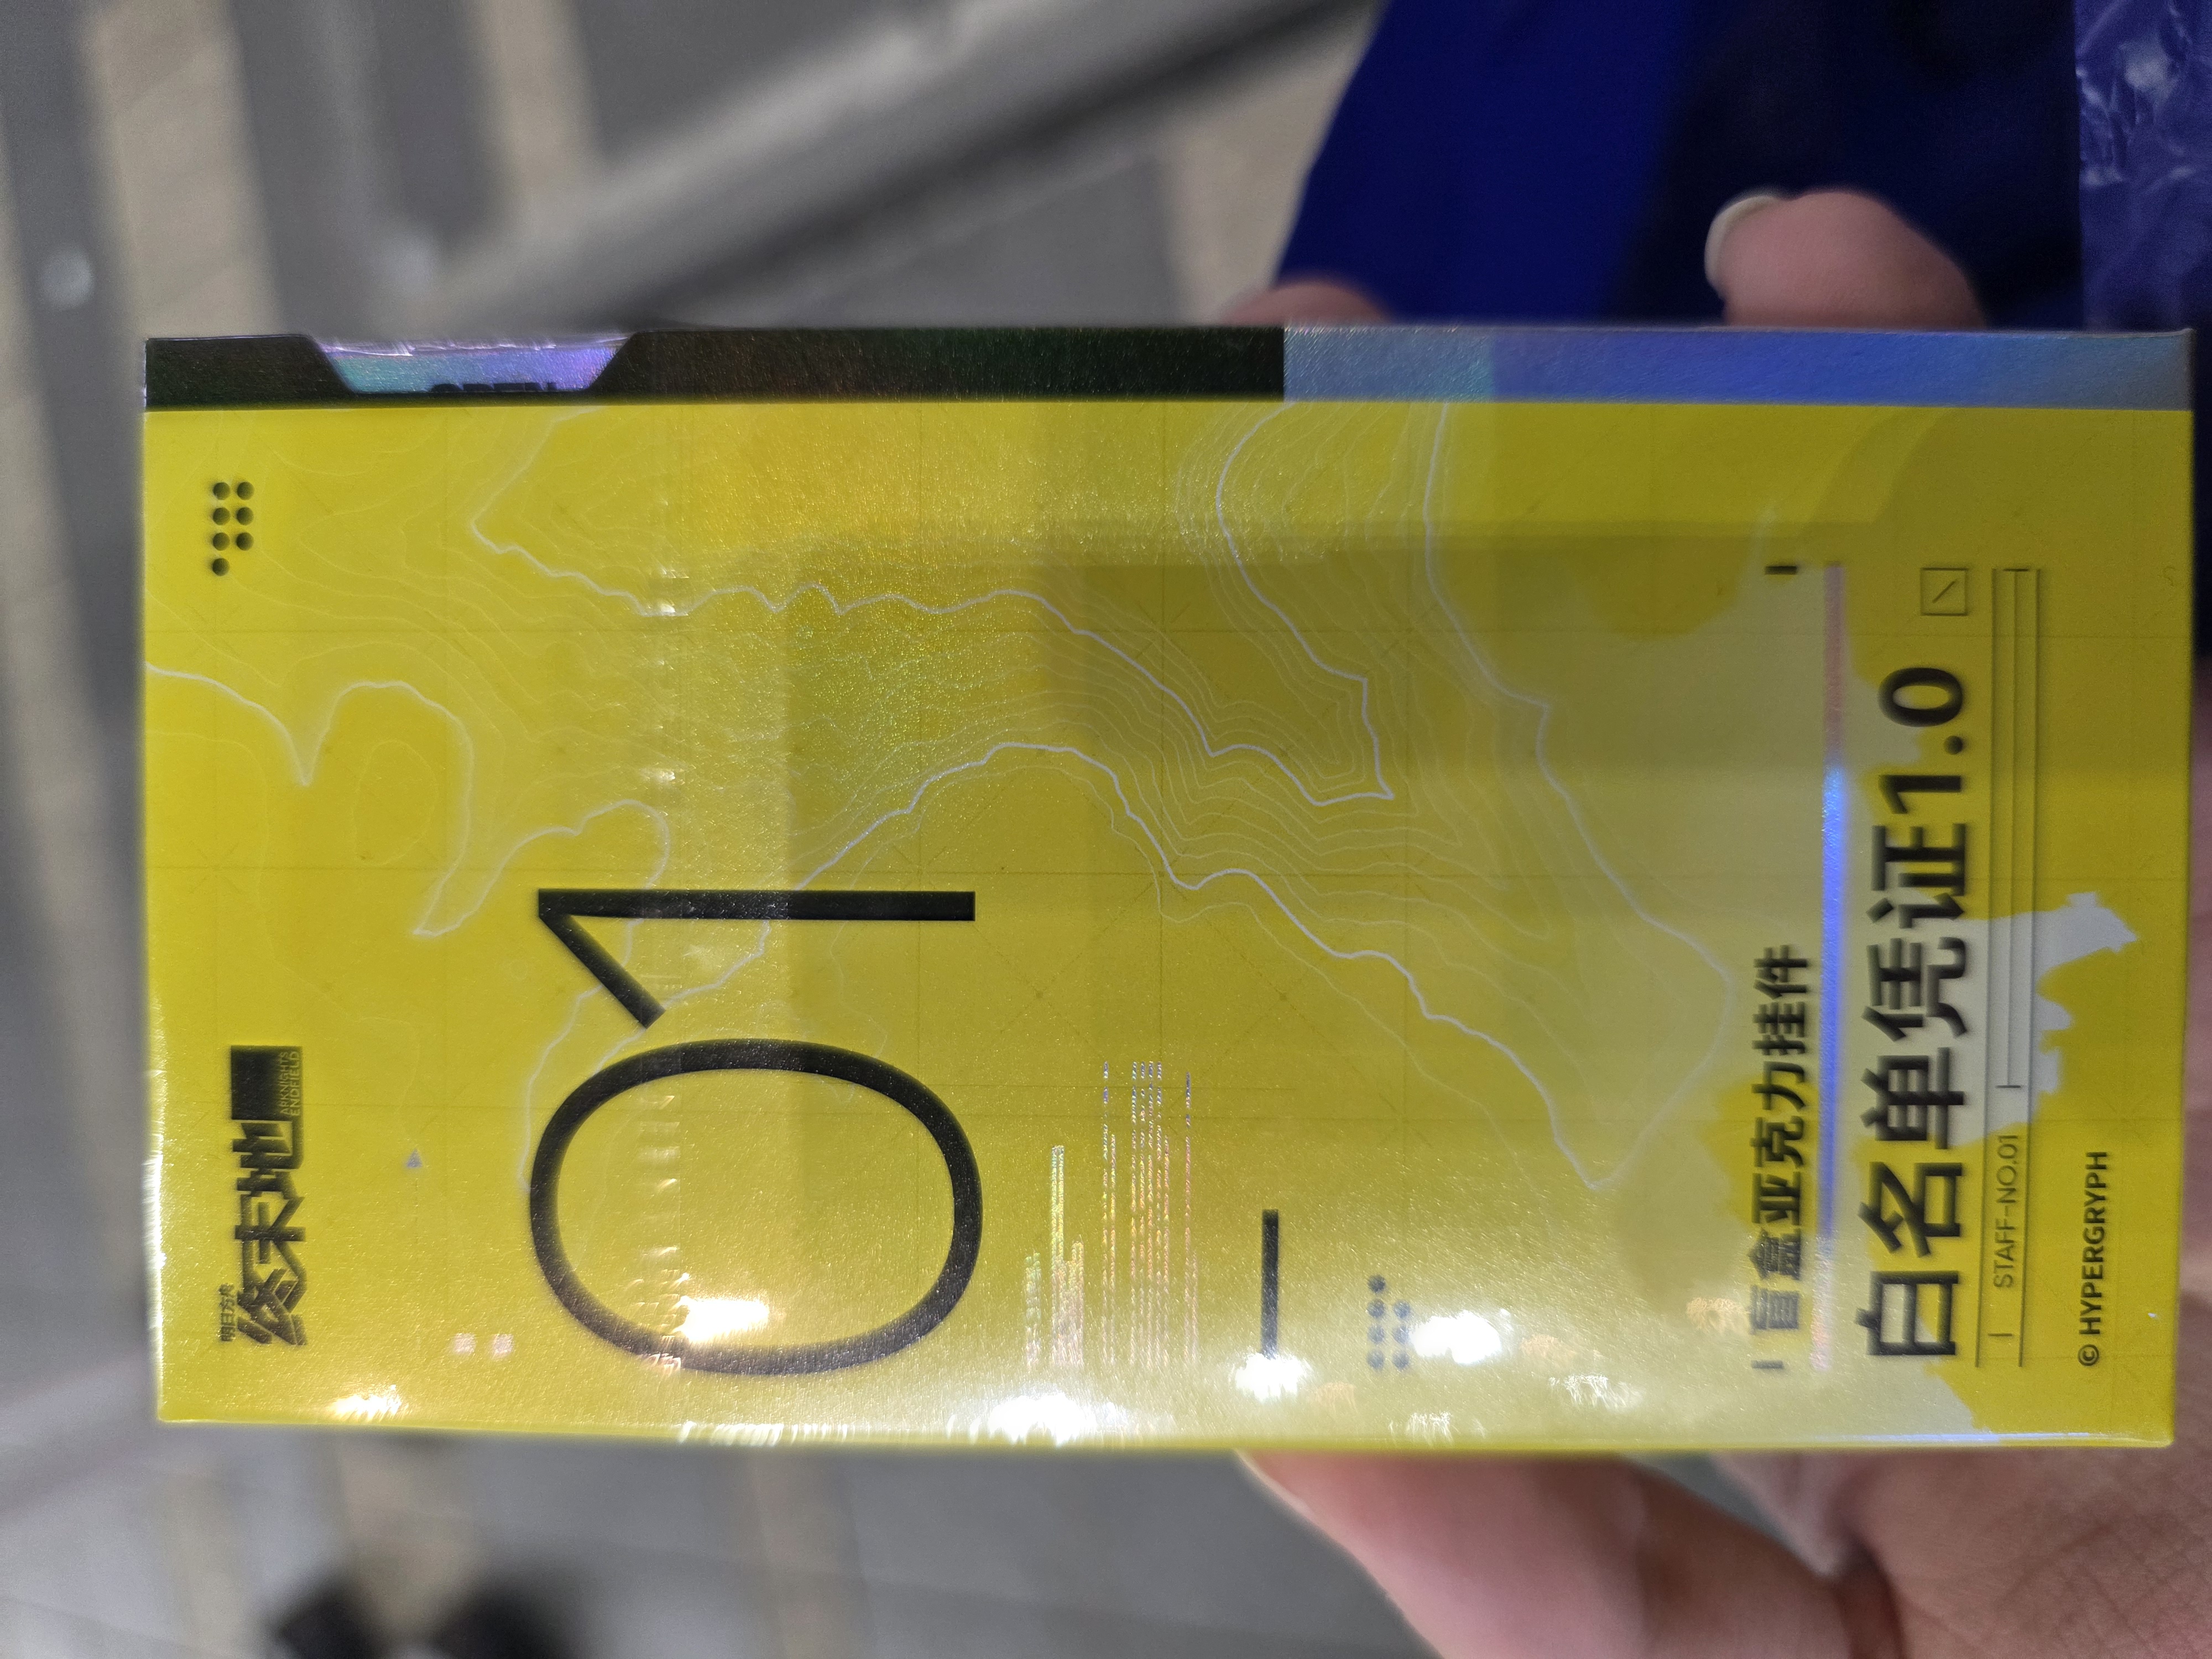 明日方舟
终末地
ARKNIGHTS
ENDFIELD
01
盲盒亚克力挂件
白名单凭证1.0
STAFF-NO.01
© HYPERGRYPH